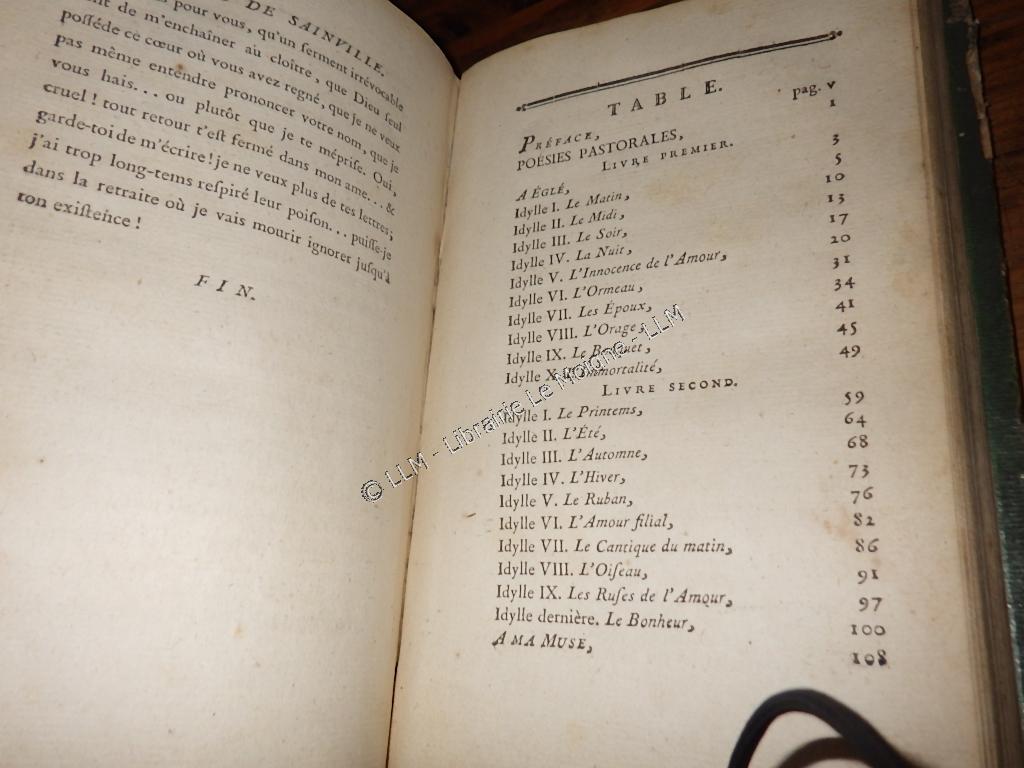 DE SAINVILLE.
pour vous, qu'un ſerment irrévocable
de m'enchaîner au cloître, que Dieu ſeul
poſſéde ce cœur où vous avez regné, que je ne veux
pas même entendre prononcer votre nom, que je
vous hais... ou plutôt que je te mépriſe. Oui,
cruel ! tout retour t'eſt fermé dans mon ame... &
garde-toi de m'écrire ! je ne veux plus de tes lettres ;
j'ai trop long-tems reſpiré leur poiſon... puiſſe-je
dans la retraite où je vais mourir ignorer juſqu'à
ton exiſtence !
FIN.
TABLE.
PRÉFACE, pag. v
POÉSIES PASTORALES, 1
LIVRE PREMIER.
A ÉGLÉ, 3
Idylle I. Le Matin, 5
Idylle II. Le Midi, 10
Idylle III. Le Soir, 13
Idylle IV. La Nuit, 17
Idylle V. L'Innocence de l'Amour, 20
Idylle VI. L'Ormeau, 31
Idylle VII. Les Époux, 34
Idylle VIII. L'Orage, 41
Idylle IX. Le Boſquet, 45
Idylle X. L'Immortalité, 49
LIVRE SECOND.
Idylle I. Le Printems, 59
Idylle II. L'Été, 64
Idylle III. L'Automne, 68
Idylle IV. L'Hiver, 73
Idylle V. Le Ruban, 76
Idylle VI. L'Amour filial, 82
Idylle VII. Le Cantique du matin, 86
Idylle VIII. L'Oiſeau, 91
Idylle IX. Les Ruſes de l'Amour, 97
Idylle dernière. Le Bonheur, 100
A MA MUSE, 108
© LLM - Librairie Le Moigne - LLM